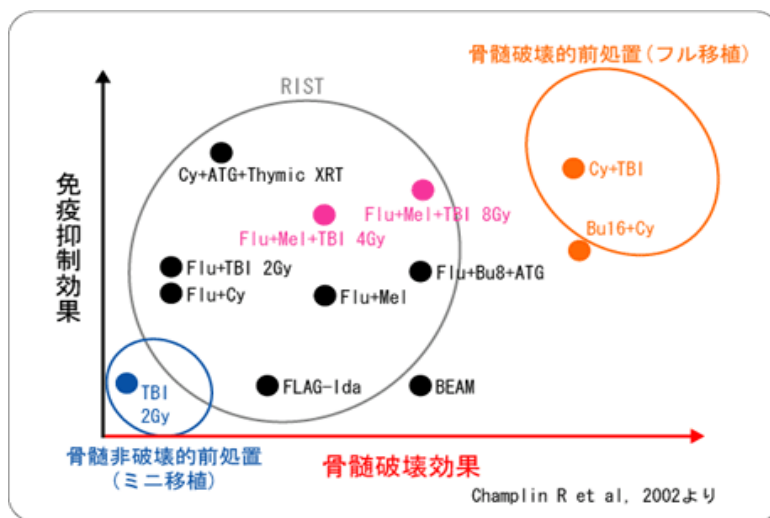 骨髄破壊的前処置(フル移植)
RIST
免疫抑制効果
Cy+ATG+Thymic XRT
Cy+TBI
Flu+Mel+TBI 8Gy
Flu+Mel+TBI 4Gy
Bu16+Cy
Flu+TBI 2Gy
Flu+Bu8+ATG
Flu+Cy
Flu+Mel
TBI
2Gy
FLAG-Ida
BEAM
骨髄非破壊的前処置
(ミニ移植)
骨髄破壊効果
Champlin R et al, 2002より